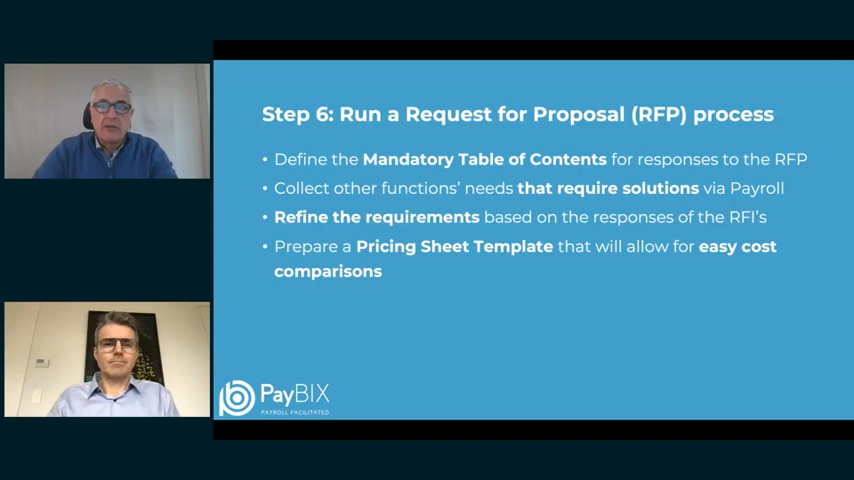 Step 6: Run a Request for Proposal (RFP) process
• Define the Mandatory Table of Contents for responses to the RFP
• Collect other functions' needs that require solutions via Payroll
• Refine the requirements based on the responses of the RFI's
• Prepare a Pricing Sheet Template that will allow for easy cost
comparisons
PayBIX
PAYROLL FACILITATED